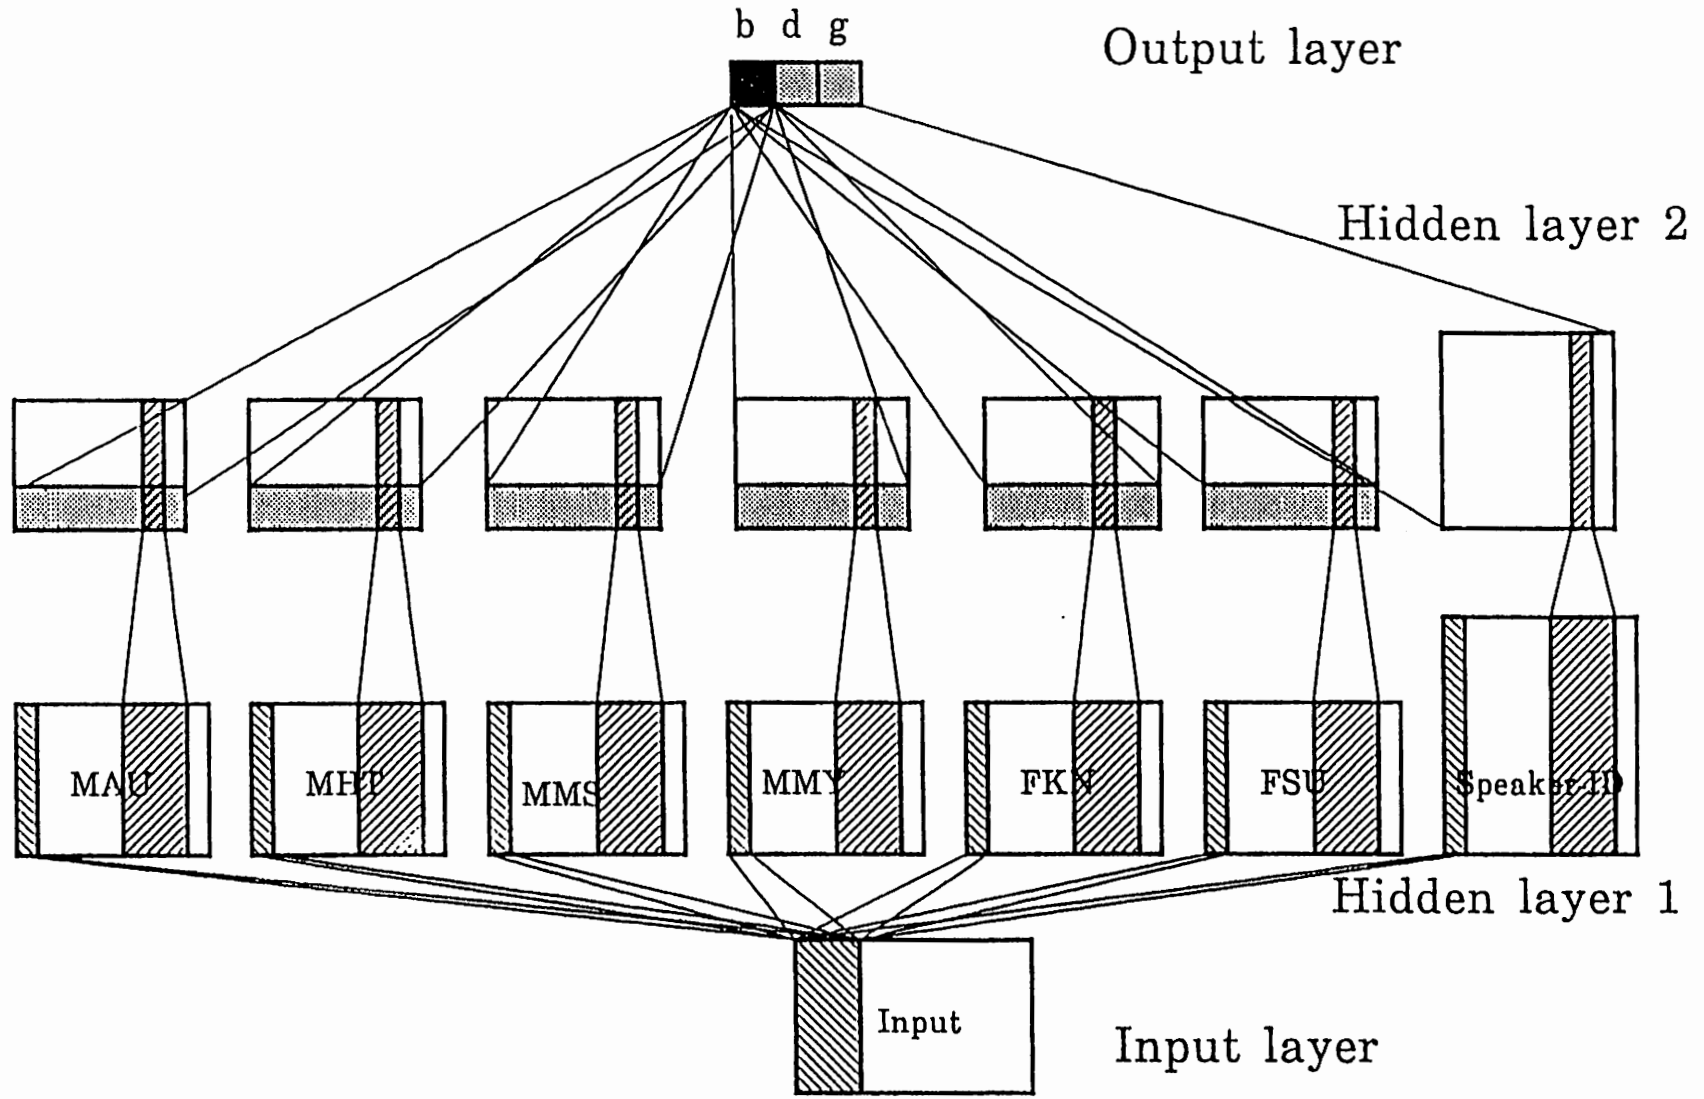 b d g
Output layer
Hidden layer 2
MAU
MHT
MMS
MMY
FKN
FSU
Speaker-ID
Hidden layer 1
Input
Input layer